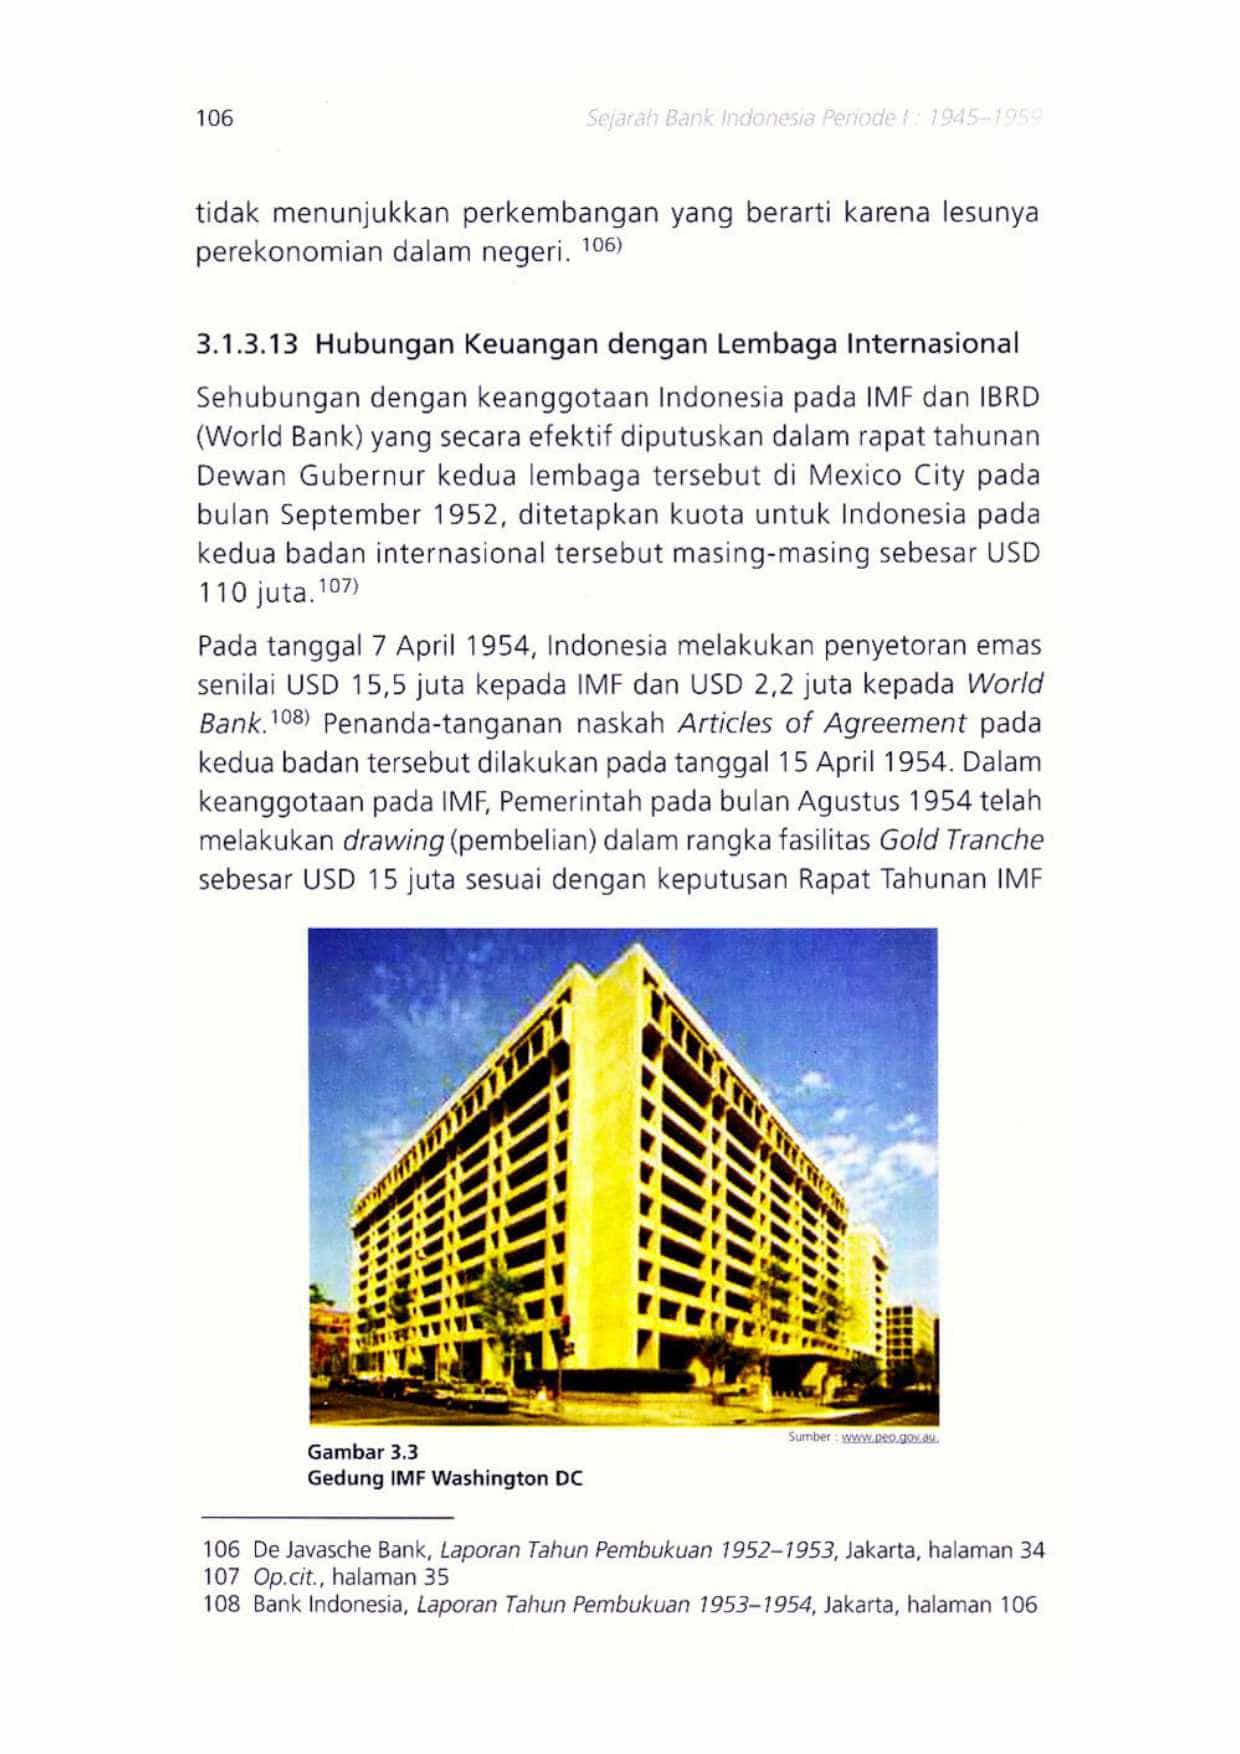 106
Sejarah Bank Indonesia Periode I : 1945–1959
tidak menunjukkan perkembangan yang berarti karena lesunya
perekonomian dalam negeri. 106)
3.1.3.13 Hubungan Keuangan dengan Lembaga Internasional
Sehubungan dengan keanggotaan Indonesia pada IMF dan IBRD
(World Bank) yang secara efektif diputuskan dalam rapat tahunan
Dewan Gubernur kedua lembaga tersebut di Mexico City pada
bulan September 1952, ditetapkan kuota untuk Indonesia pada
kedua badan internasional tersebut masing-masing sebesar USD
110 juta.107)
Pada tanggal 7 April 1954, Indonesia melakukan penyetoran emas
senilai USD 15,5 juta kepada IMF dan USD 2,2 juta kepada World
Bank.108) Penanda-tanganan naskah Articles of Agreement pada
kedua badan tersebut dilakukan pada tanggal 15 April 1954. Dalam
keanggotaan pada IMF, Pemerintah pada bulan Agustus 1954 telah
melakukan drawing (pembelian) dalam rangka fasilitas Gold Tranche
sebesar USD 15 juta sesuai dengan keputusan Rapat Tahunan IMF
Sumber : www.peo.gov.au.
Gambar 3.3
Gedung IMF Washington DC
106 De Javasche Bank, Laporan Tahun Pembukuan 1952–1953, Jakarta, halaman 34
107 Op.cit., halaman 35
108 Bank Indonesia, Laporan Tahun Pembukuan 1953–1954, Jakarta, halaman 106